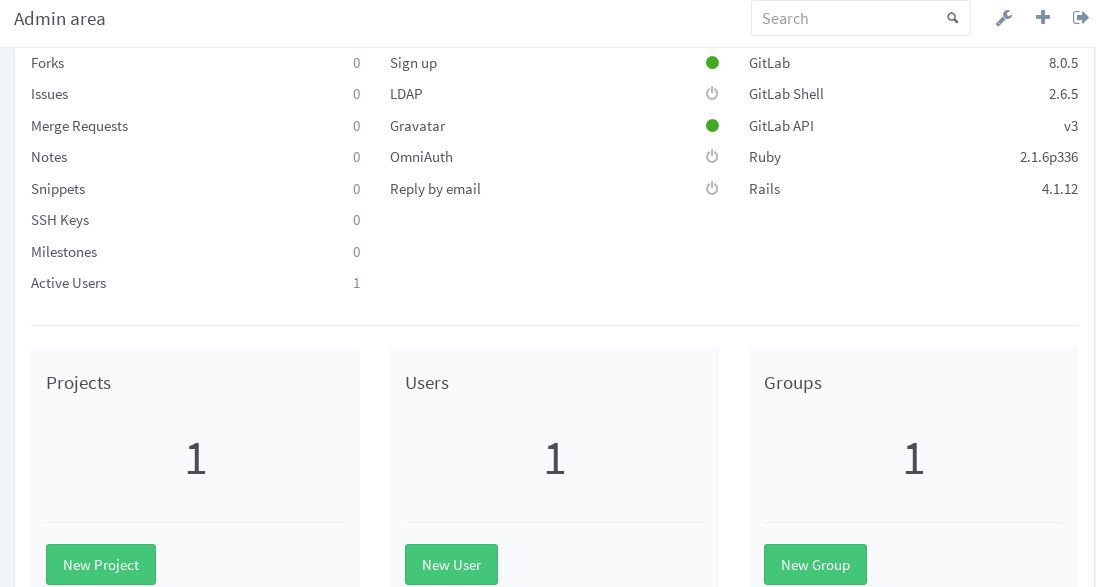 Admin area
Search
Forks 0 Sign up GitLab 8.0.5
Issues 0 LDAP GitLab Shell 2.6.5
Merge Requests 0 Gravatar GitLab API v3
Notes 0 OmniAuth Ruby 2.1.6p336
Snippets 0 Reply by email Rails 4.1.12
SSH Keys 0
Milestones 0
Active Users 1
Projects Users Groups
1 1 1
New Project New User New Group